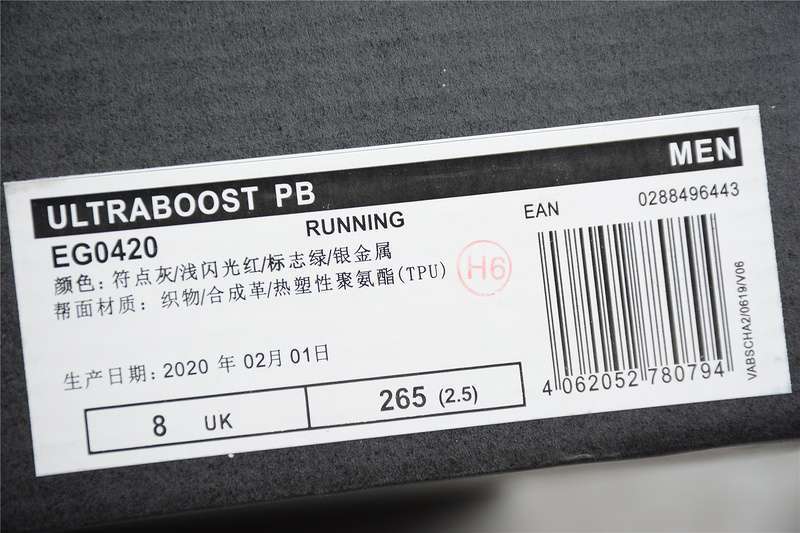 ULTRABOOST PB MEN
EG0420 RUNNING
颜色：符点灰/浅闪光红/标志绿/银金属
帮面材质：织物/合成革/热塑性聚氨酯(TPU)
H6
生产日期：2020 年 02月 01日
8 UK 265 (2.5)
EAN 0288496443
4 062052 780794
VABSCHA2/0619/V06